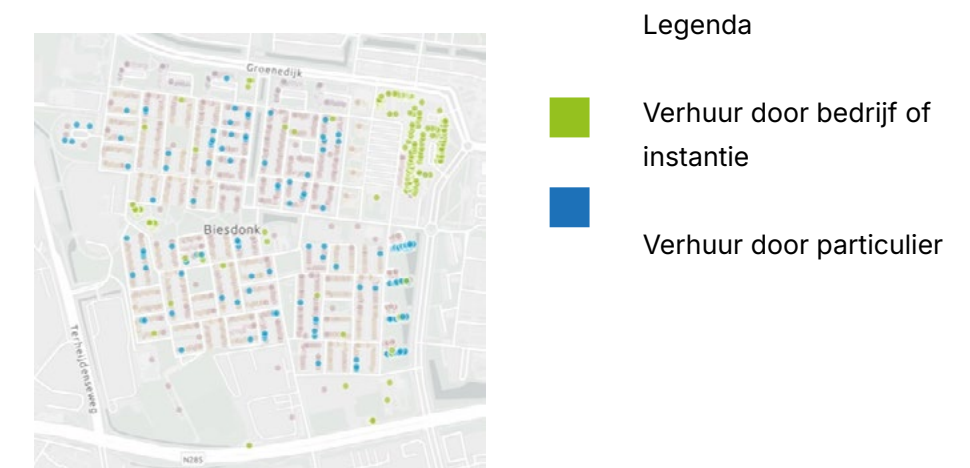 Legenda
Groenedijk
Verhuur door bedrijf of
instantie
Biesdonk
Verhuur door particulier
Terheijdenseweg
N285